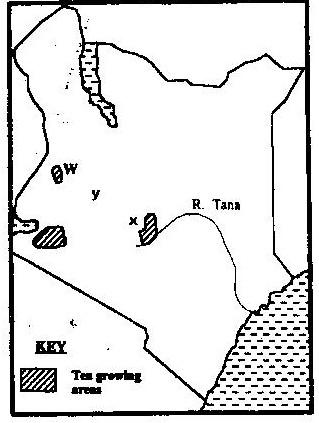 W
y
R. Tana
x
KEY
Tea growing
areas